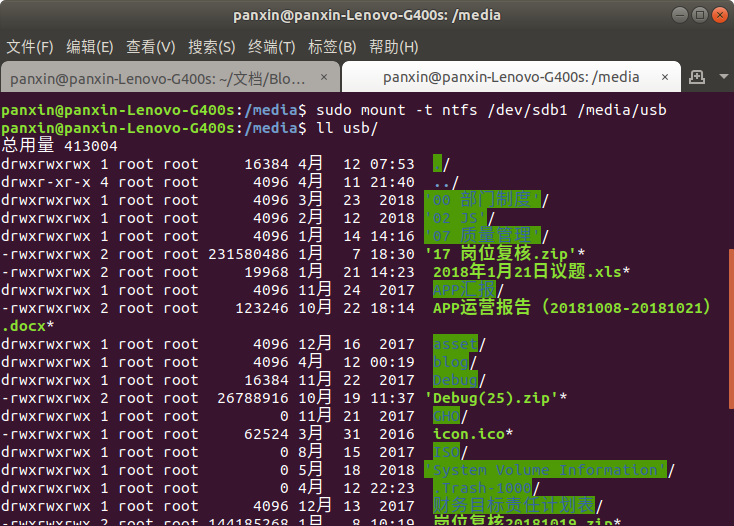 panxin@panxin-Lenovo-G400s: /media
文件(F) 编辑(E) 查看(V) 搜索(S) 终端(T) 标签(B) 帮助(H)
panxin@panxin-Lenovo-G400s: ~/文档/Blo... × panxin@panxin-Lenovo-G400s: /media ×
panxin@panxin-Lenovo-G400s:/media$ sudo mount -t ntfs /dev/sdb1 /media/usb
panxin@panxin-Lenovo-G400s:/media$ ll usb/
总用量 413004
drwxrwxrwx 1 root root 16384 4月 12 07:53 ./
drwxr-xr-x 4 root root 4096 4月 11 21:40 ../
drwxrwxrwx 1 root root 4096 3月 23 2018 '00 部门制度'/
drwxrwxrwx 1 root root 4096 2月 12 2018 '02 JS'/
drwxrwxrwx 1 root root 4096 1月 14 14:16 '07 质量管理'/
-rwxrwxrwx 2 root root 231580486 1月 7 18:30 '17 岗位复核.zip'*
-rwxrwxrwx 2 root root 19968 1月 21 14:23 2018年1月21日议题.xls*
drwxrwxrwx 1 root root 4096 11月 24 2017 APP汇报/
-rwxrwxrwx 2 root root 123246 10月 22 18:14 APP运营报告（20181008-20181021）
.docx*
drwxrwxrwx 1 root root 4096 12月 16 2017 asset/
drwxrwxrwx 1 root root 4096 4月 12 00:19 blog/
drwxrwxrwx 1 root root 16384 11月 22 2017 Debug/
-rwxrwxrwx 2 root root 26788916 10月 19 11:37 'Debug(25).zip'*
drwxrwxrwx 1 root root 0 11月 21 2017 GHO/
-rwxrwxrwx 1 root root 62524 3月 31 2016 icon.ico*
drwxrwxrwx 1 root root 0 8月 15 2017 ISO/
drwxrwxrwx 1 root root 0 5月 18 2018 'System Volume Information'/
drwxrwxrwx 1 root root 0 4月 12 22:23 .Trash-1000/
drwxrwxrwx 1 root root 4096 12月 13 2017 财务目标责任计划表/
-rwxrwxrwx 2 root root 144185268 1月 8 10:19 岗位复核20181019.zip*